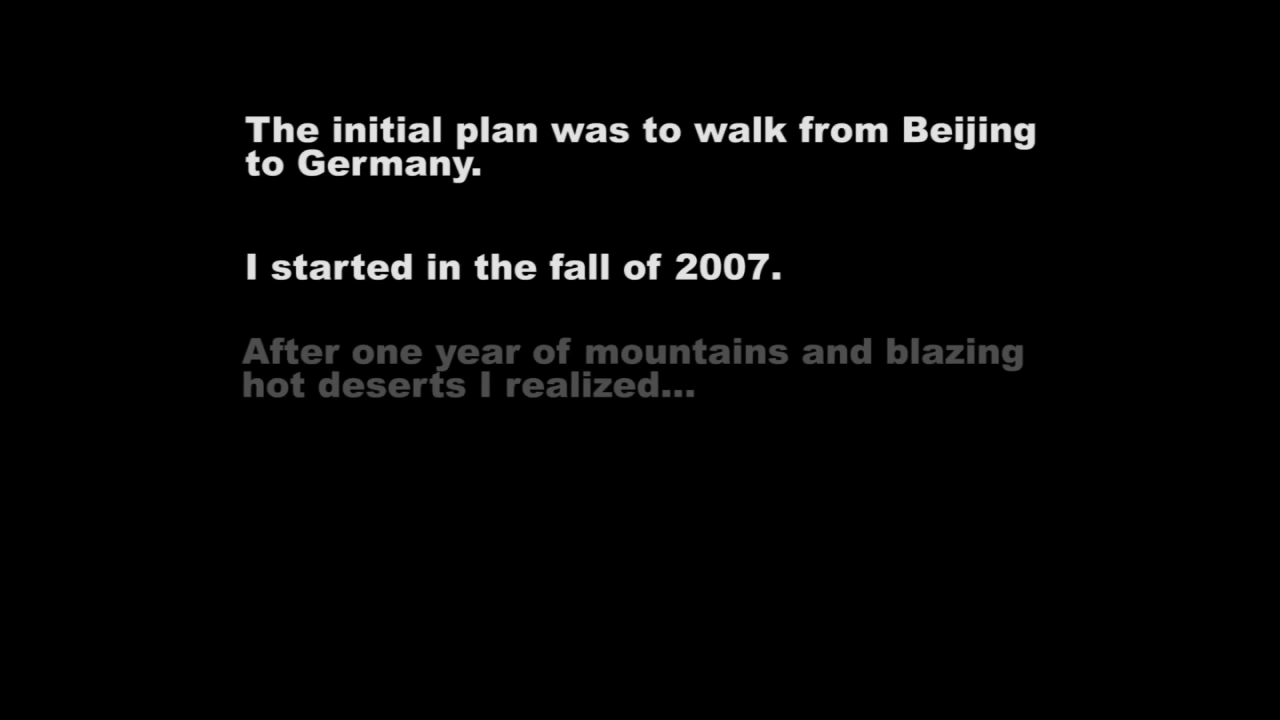 The initial plan was to walk from Beijing
to Germany.
I started in the fall of 2007.
After one year of mountains and blazing
hot deserts I realized...